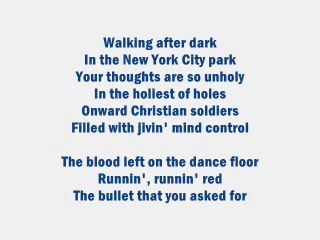 Walking after dark
In the New York City park
Your thoughts are so unholy
In the holiest of holes
Onward Christian soldiers
Filled with jivin' mind control
The blood left on the dance floor
Runnin', runnin' red
The bullet that you asked for